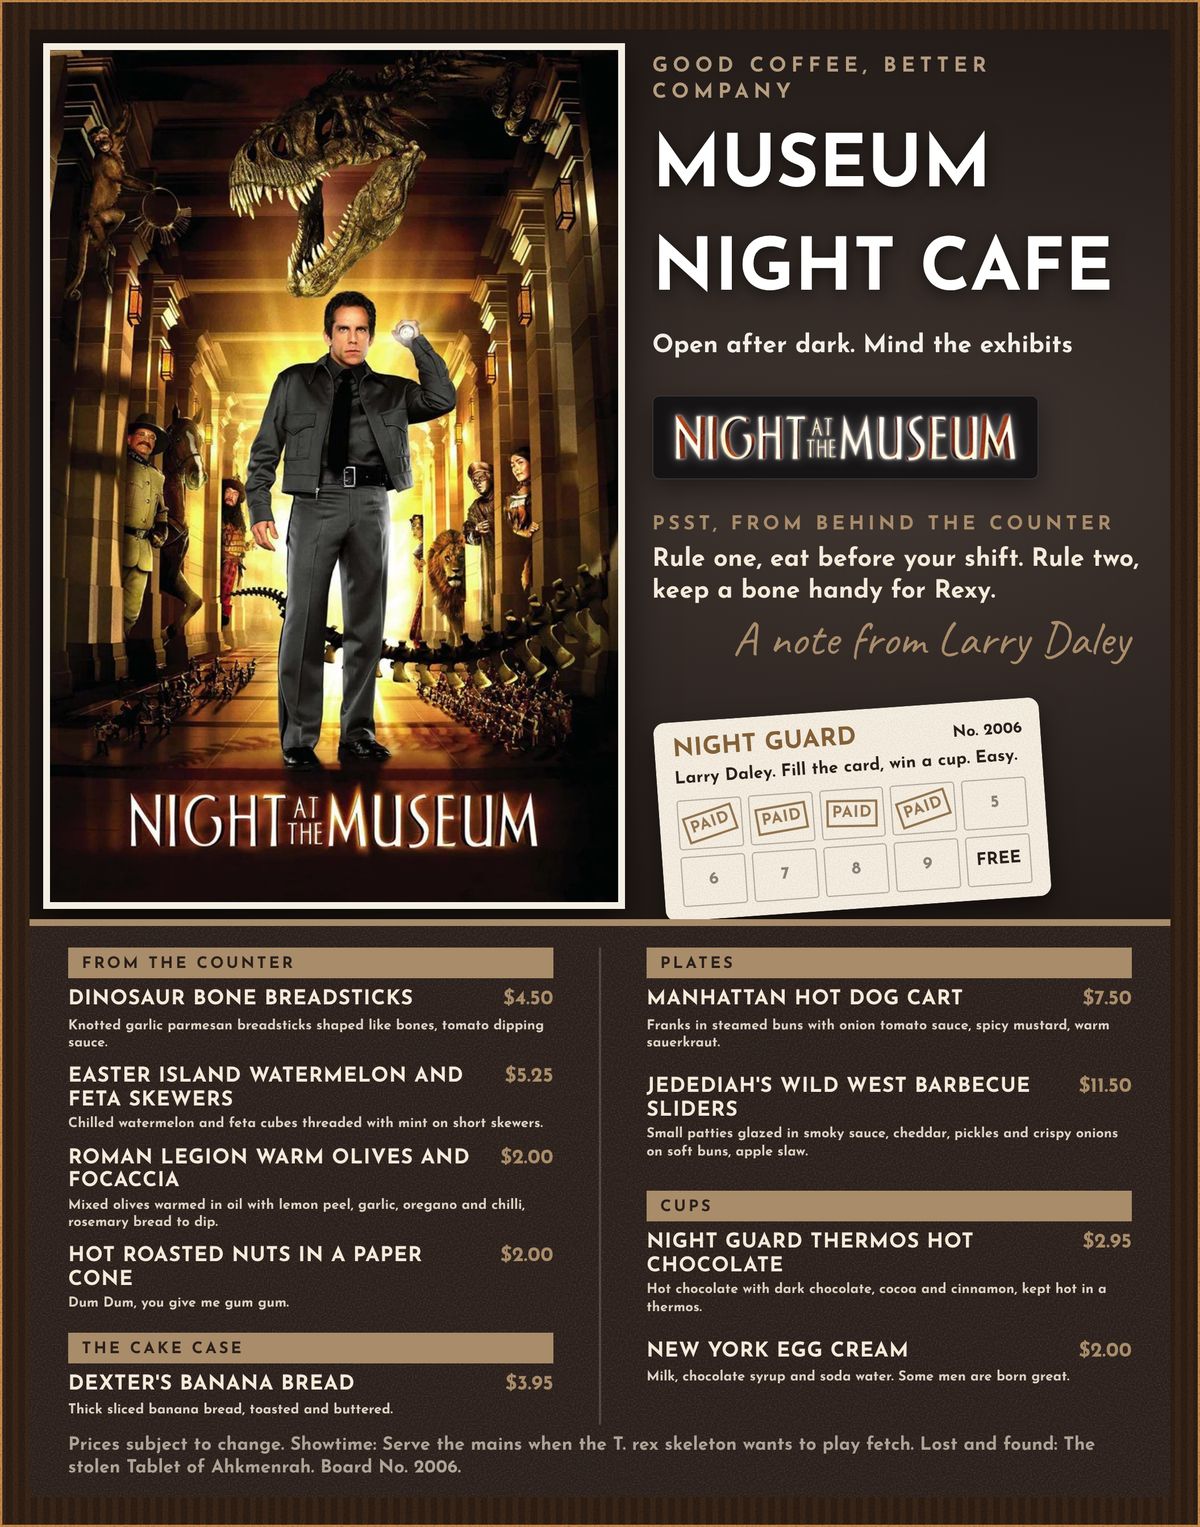 GOOD COFFEE, BETTER
COMPANY
MUSEUM
NIGHT CAFE
Open after dark. Mind the exhibits
NIGHT AT THE MUSEUM
PSST, FROM BEHIND THE COUNTER
Rule one, eat before your shift. Rule two,
keep a bone handy for Rexy.
A note from Larry Daley
NIGHT GUARD No. 2006
Larry Daley. Fill the card, win a cup. Easy.
PAID PAID PAID PAID 5
6 7 8 9 FREE
NIGHT AT THE MUSEUM
FROM THE COUNTER
DINOSAUR BONE BREADSTICKS $4.50
Knotted garlic parmesan breadsticks shaped like bones, tomato dipping
sauce.
EASTER ISLAND WATERMELON AND $5.25
FETA SKEWERS
Chilled watermelon and feta cubes threaded with mint on short skewers.
ROMAN LEGION WARM OLIVES AND $2.00
FOCACCIA
Mixed olives warmed in oil with lemon peel, garlic, oregano and chilli,
rosemary bread to dip.
HOT ROASTED NUTS IN A PAPER $2.00
CONE
Dum Dum, you give me gum gum.
THE CAKE CASE
DEXTER'S BANANA BREAD $3.95
Thick sliced banana bread, toasted and buttered.
PLATES
MANHATTAN HOT DOG CART $7.50
Franks in steamed buns with onion tomato sauce, spicy mustard, warm
sauerkraut.
JEDEDIAH'S WILD WEST BARBECUE $11.50
SLIDERS
Small patties glazed in smoky sauce, cheddar, pickles and crispy onions
on soft buns, apple slaw.
CUPS
NIGHT GUARD THERMOS HOT $2.95
CHOCOLATE
Hot chocolate with dark chocolate, cocoa and cinnamon, kept hot in a
thermos.
NEW YORK EGG CREAM $2.00
Milk, chocolate syrup and soda water. Some men are born great.
Prices subject to change. Showtime: Serve the mains when the T. rex skeleton wants to play fetch. Lost and found: The
stolen Tablet of Ahkmenrah. Board No. 2006.